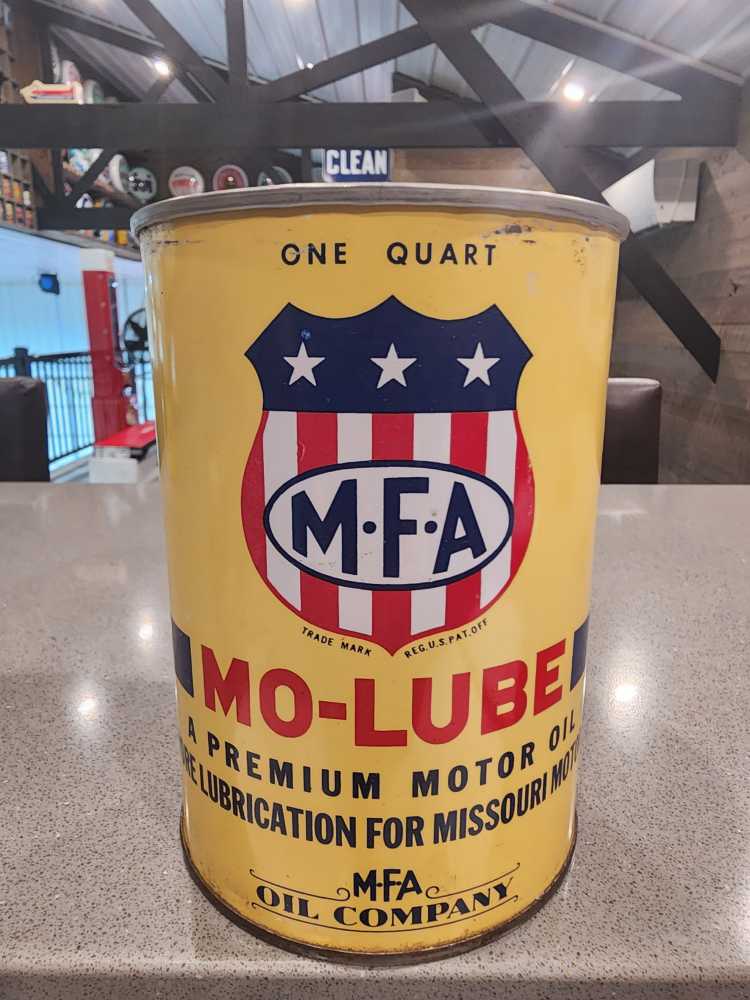 CLEAN
ONE QUART
M·F·A
TRADE MARK REG.U.S.PAT.OFF
MO-LUBE
A PREMIUM MOTOR OIL
LUBRICATION FOR MISSOURI
M·F·A
OIL COMPANY